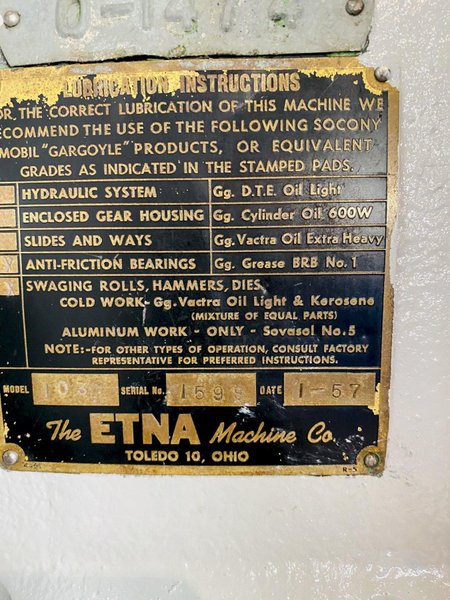 0-1474
LUBRICATION INSTRUCTIONS
OR THE CORRECT LUBRICATION OF THIS MACHINE WE
ECOMMEND THE USE OF THE FOLLOWING SOCONY
MOBIL "GARGOYLE" PRODUCTS, OR EQUIVALENT
GRADES AS INDICATED IN THE STAMPED PADS.
HYDRAULIC SYSTEM Gg. D.T.E. Oil Light
ENCLOSED GEAR HOUSING Gg. Cylinder Oil 600W
SLIDES AND WAYS Gg. Vactra Oil Extra Heavy
ANTI-FRICTION BEARINGS Gg. Grease BRB No. 1
SWAGING ROLLS, HAMMERS, DIES,
COLD WORK-Gg. Vactra Oil Light & Kerosene
(MIXTURE OF EQUAL PARTS)
ALUMINUM WORK - ONLY - Sovasol No. 5
NOTE:-FOR OTHER TYPES OF OPERATION, CONSULT FACTORY
REPRESENTATIVE FOR PREFERRED INSTRUCTIONS.
MODEL SERIAL No. 1599 DATE 1-57
The ETNA Machine Co.
TOLEDO 10, OHIO